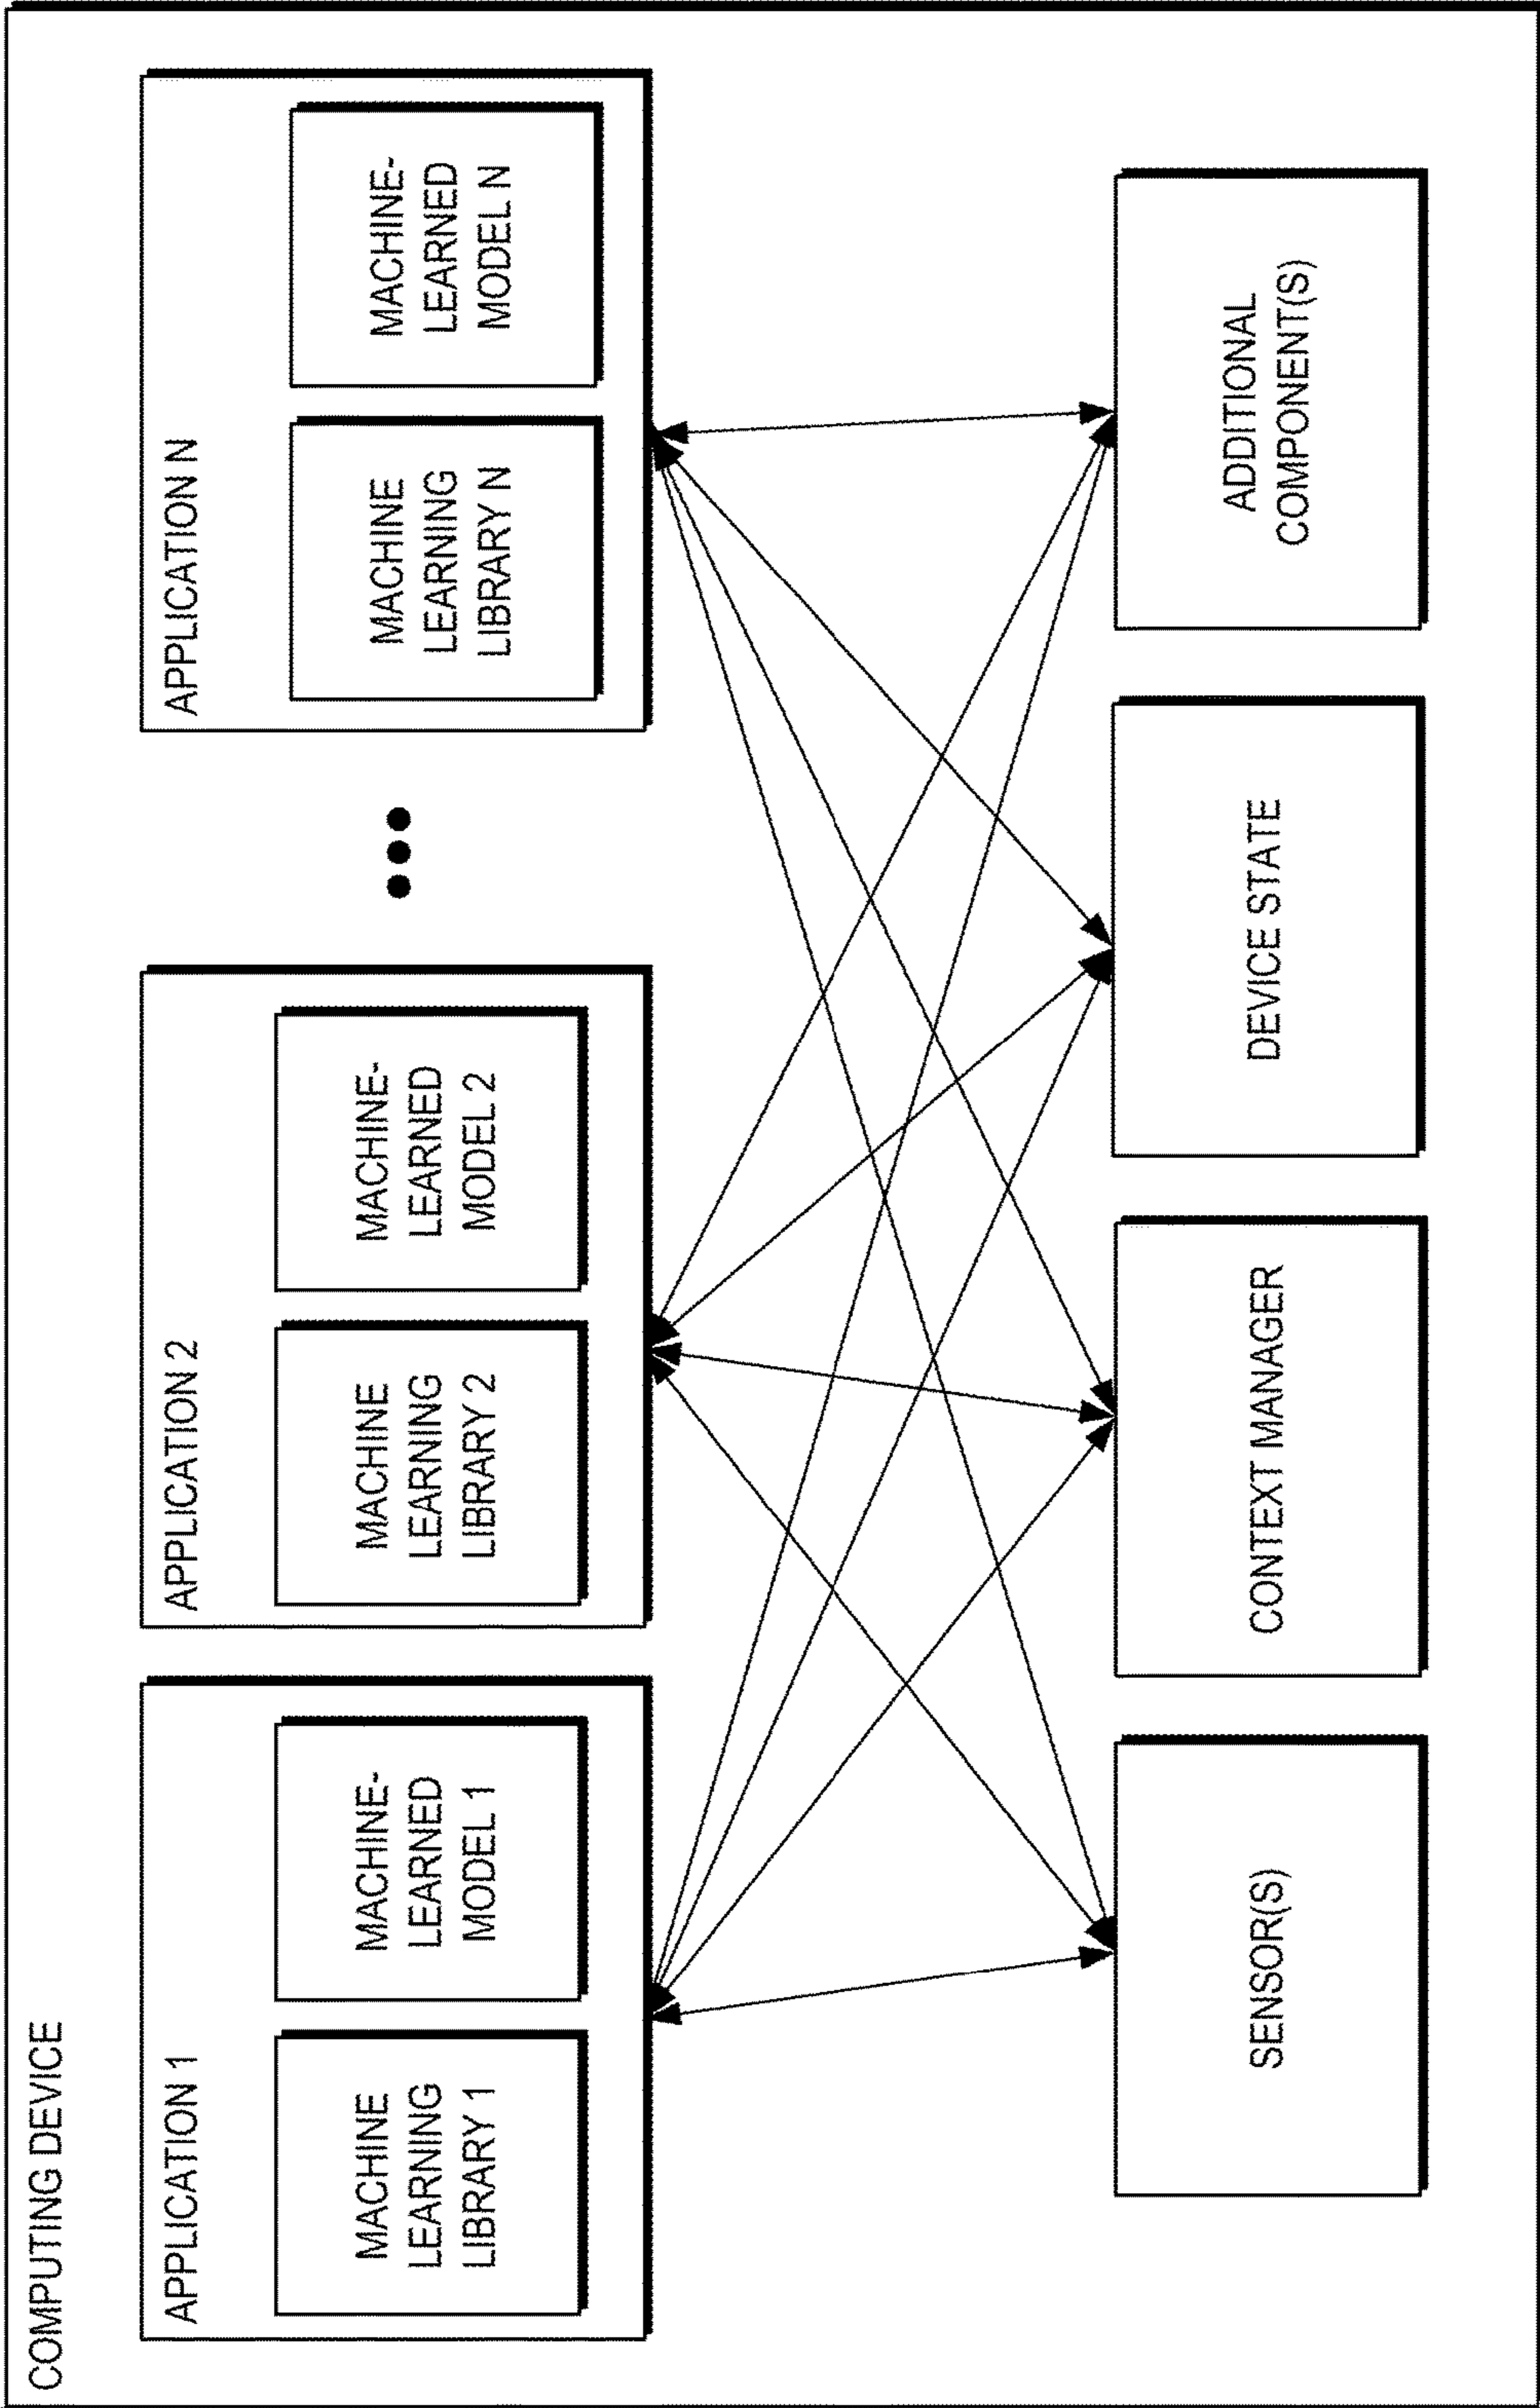 COMPUTING DEVICE
APPLICATION 1
MACHINE
LEARNING
LIBRARY 1
MACHINE-
LEARNED
MODEL 1
APPLICATION 2
MACHINE
LEARNING
LIBRARY 2
MACHINE-
LEARNED
MODEL 2
APPLICATION N
MACHINE
LEARNING
LIBRARY N
MACHINE-
LEARNED
MODEL N
SENSOR(S)
CONTEXT MANAGER
DEVICE STATE
ADDITIONAL
COMPONENT(S)